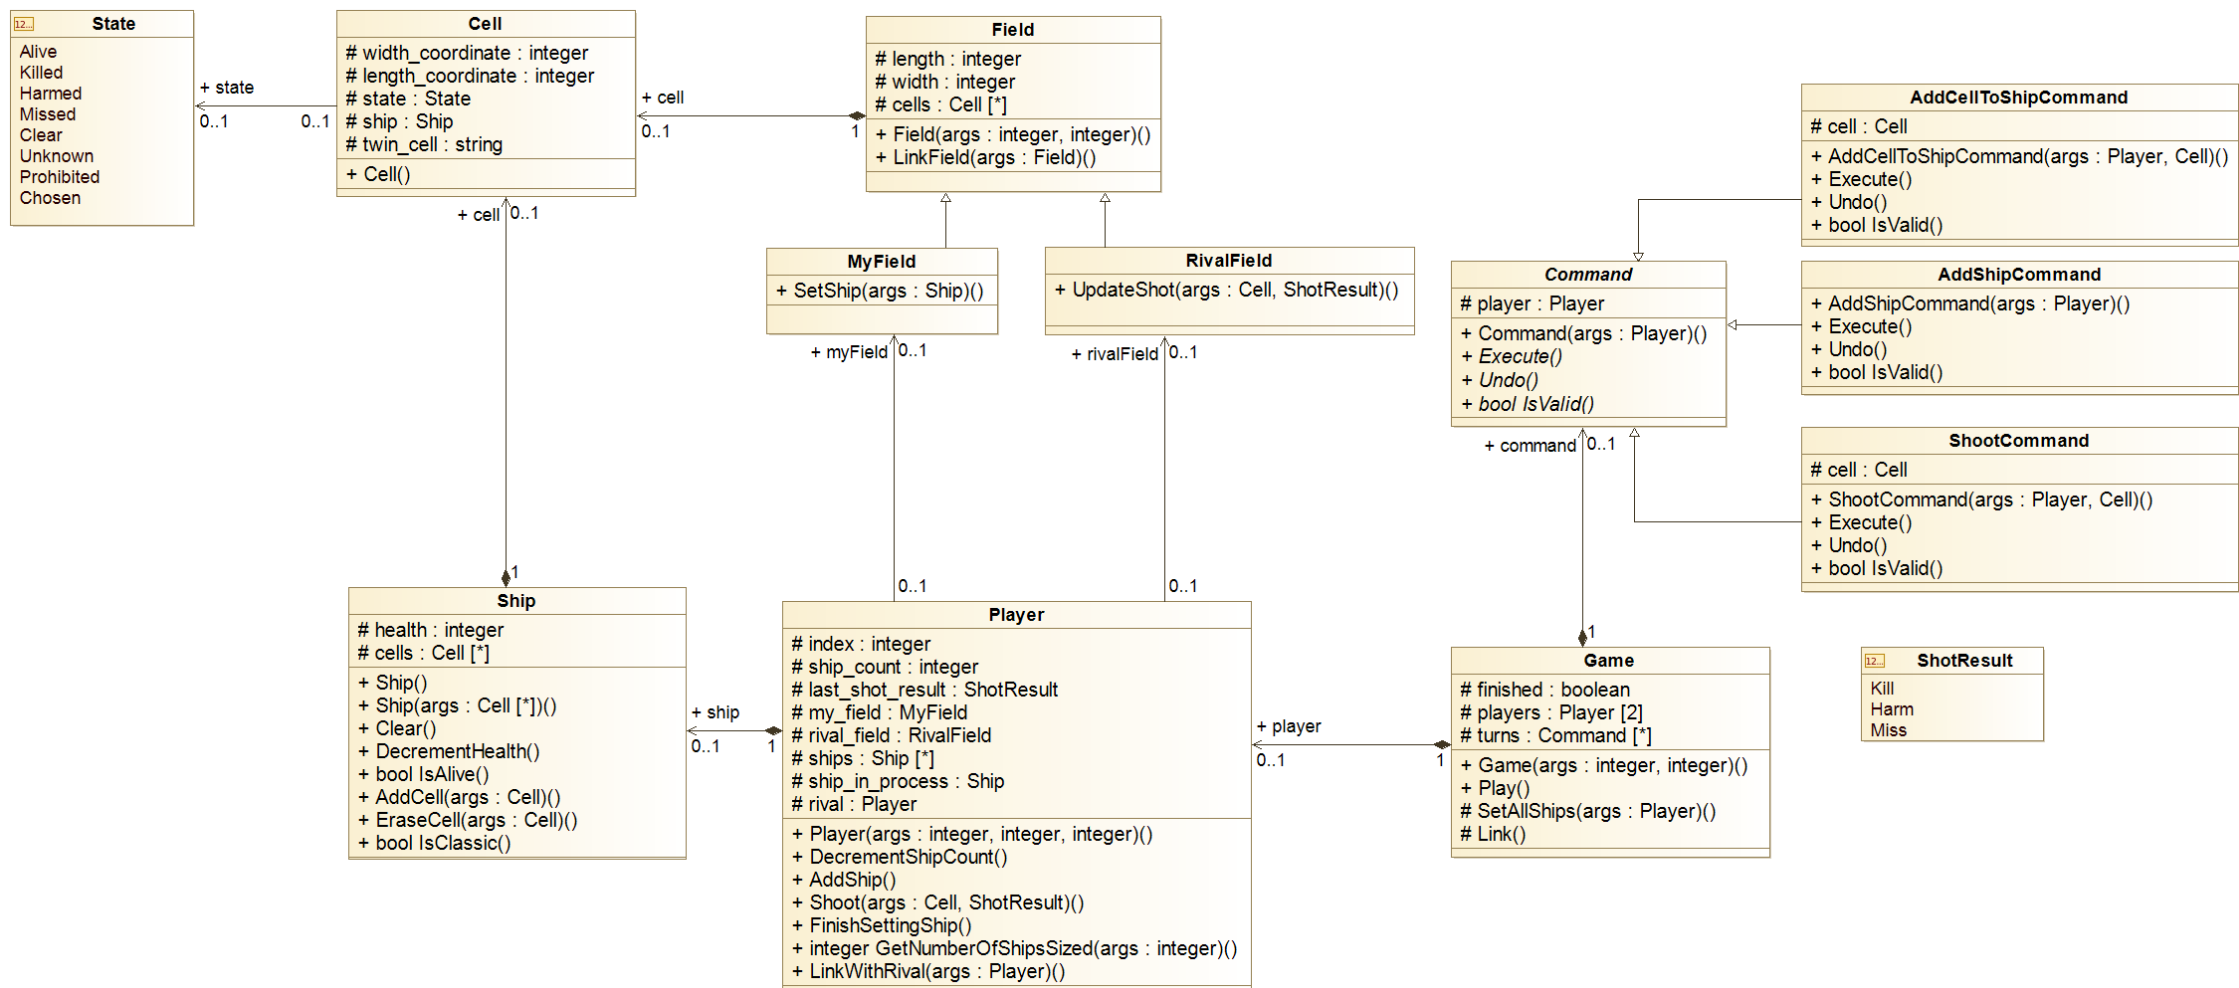 12...
State
Alive
Killed
Harmed
Missed
Clear
Unknown
Prohibited
Chosen
+ state
0..1
0..1
Cell
# width_coordinate : integer
# length_coordinate : integer
# state : State
# ship : Ship
# twin_cell : string
+ Cell()
+ cell
0..1
1
Field
# length : integer
# width : integer
# cells : Cell [*]
+ Field(args : integer, integer)()
+ LinkField(args : Field)()
+ cell
0..1
1
MyField
+ SetShip(args : Ship)()
+ myField
0..1
0..1
RivalField
+ UpdateShot(args : Cell, ShotResult)()
+ rivalField
0..1
0..1
Command
# player : Player
+ Command(args : Player)()
+ Execute()
+ Undo()
+ bool IsValid()
+ command
0..1
1
AddCellToShipCommand
# cell : Cell
+ AddCellToShipCommand(args : Player, Cell)()
+ Execute()
+ Undo()
+ bool IsValid()
AddShipCommand
+ AddShipCommand(args : Player)()
+ Execute()
+ Undo()
+ bool IsValid()
ShootCommand
# cell : Cell
+ ShootCommand(args : Player, Cell)()
+ Execute()
+ Undo()
+ bool IsValid()
Ship
# health : integer
# cells : Cell [*]
+ Ship()
+ Ship(args : Cell [*])()
+ Clear()
+ DecrementHealth()
+ bool IsAlive()
+ AddCell(args : Cell)()
+ EraseCell(args : Cell)()
+ bool IsClassic()
+ ship
0..1
1
Player
# index : integer
# ship_count : integer
# last_shot_result : ShotResult
# my_field : MyField
# rival_field : RivalField
# ships : Ship [*]
# ship_in_process : Ship
# rival : Player
+ Player(args : integer, integer, integer)()
+ DecrementShipCount()
+ AddShip()
+ Shoot(args : Cell, ShotResult)()
+ FinishSettingShip()
+ integer GetNumberOfShipsSized(args : integer)()
+ LinkWithRival(args : Player)()
+ player
0..1
1
Game
# finished : boolean
# players : Player [2]
# turns : Command [*]
+ Game(args : integer, integer)()
+ Play()
# SetAllShips(args : Player)()
# Link()
12...
ShotResult
Kill
Harm
Miss